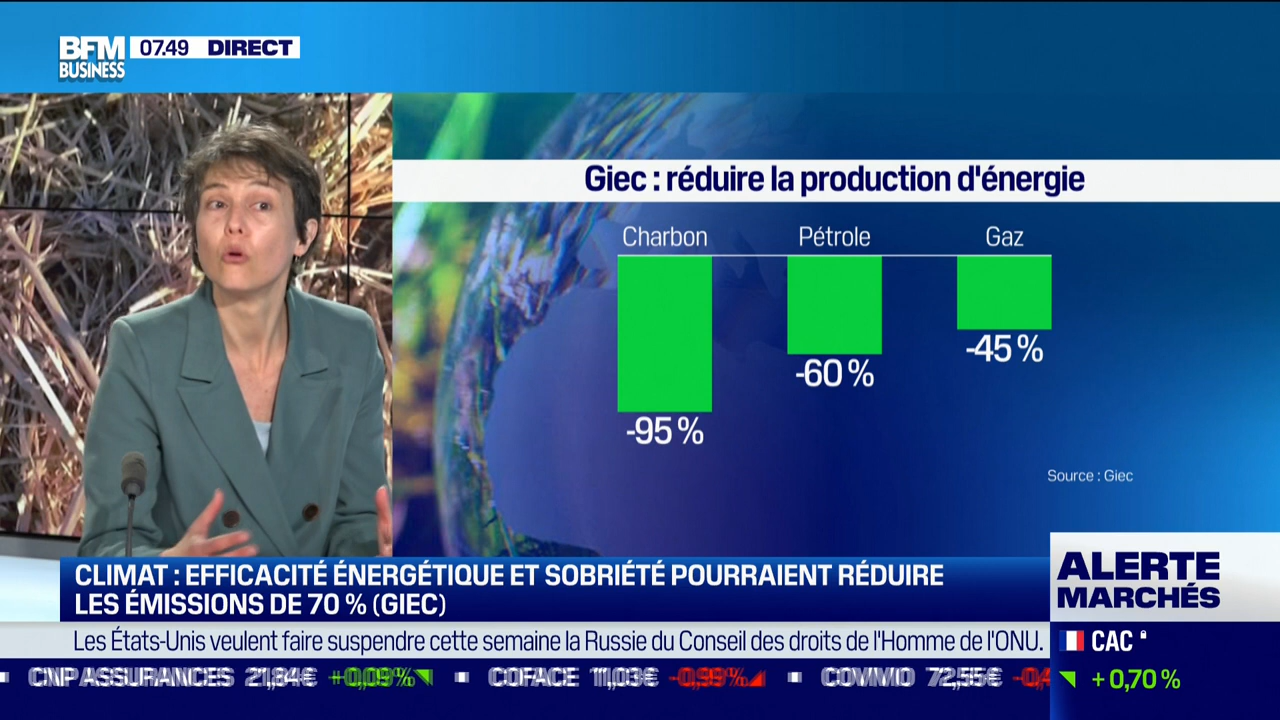 BFM
BUSINESS
07.49 DIRECT
Giec : réduire la production d'énergie
Charbon Pétrole Gaz
-45 %
-60 %
-95 %
Source : Giec
CLIMAT : EFFICACITÉ ÉNERGÉTIQUE ET SOBRIÉTÉ POURRAIENT RÉDUIRE
LES ÉMISSIONS DE 70 % (GIEC)
ALERTE
MARCHÉS
Les États-Unis veulent faire suspendre cette semaine la Russie du Conseil des droits de l'Homme de l'ONU.
CAC
+0,70 %
CNP ASSURANCES 21,84€ +0,09% COFACE 11,03€ -0,99% COVIVIO 72,55€